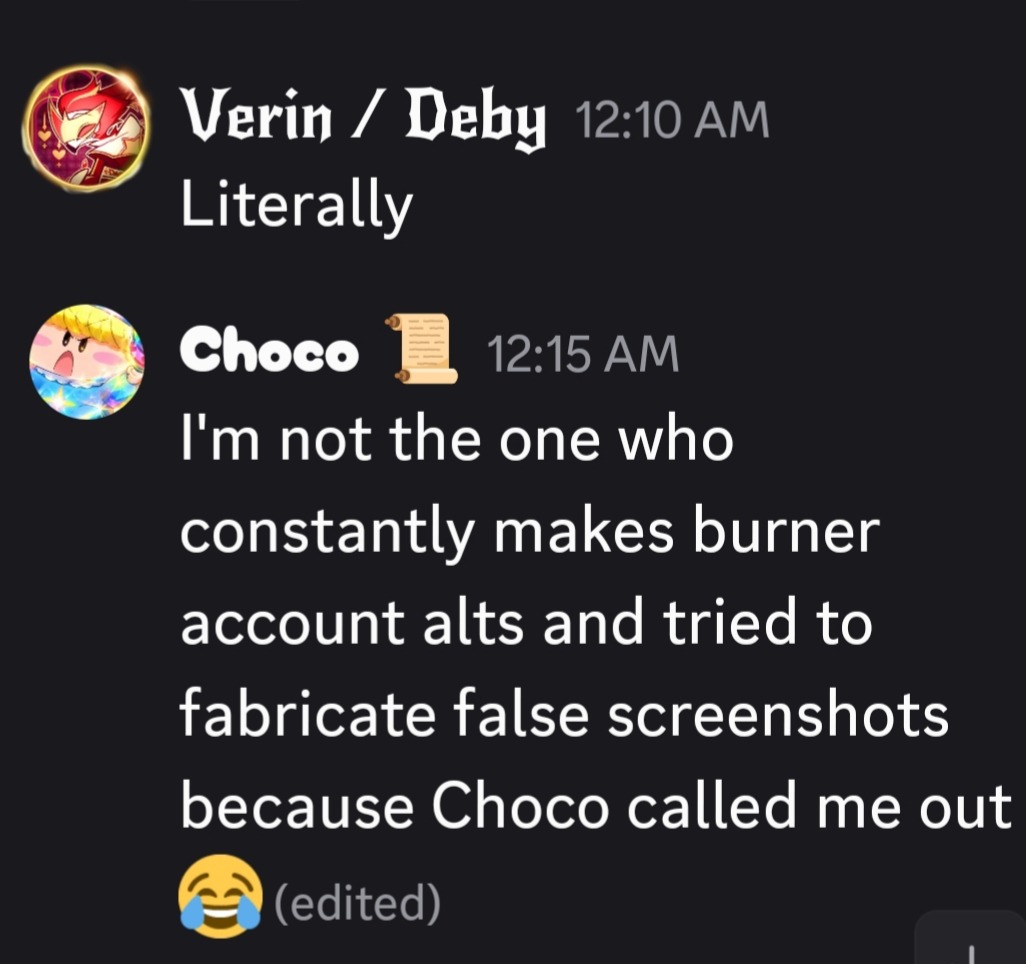 Verin / Deby 12:10 AM
Literally
Choco 📜 12:15 AM
I'm not the one who
constantly makes burner
account alts and tried to
fabricate false screenshots
because Choco called me out
😂 (edited)